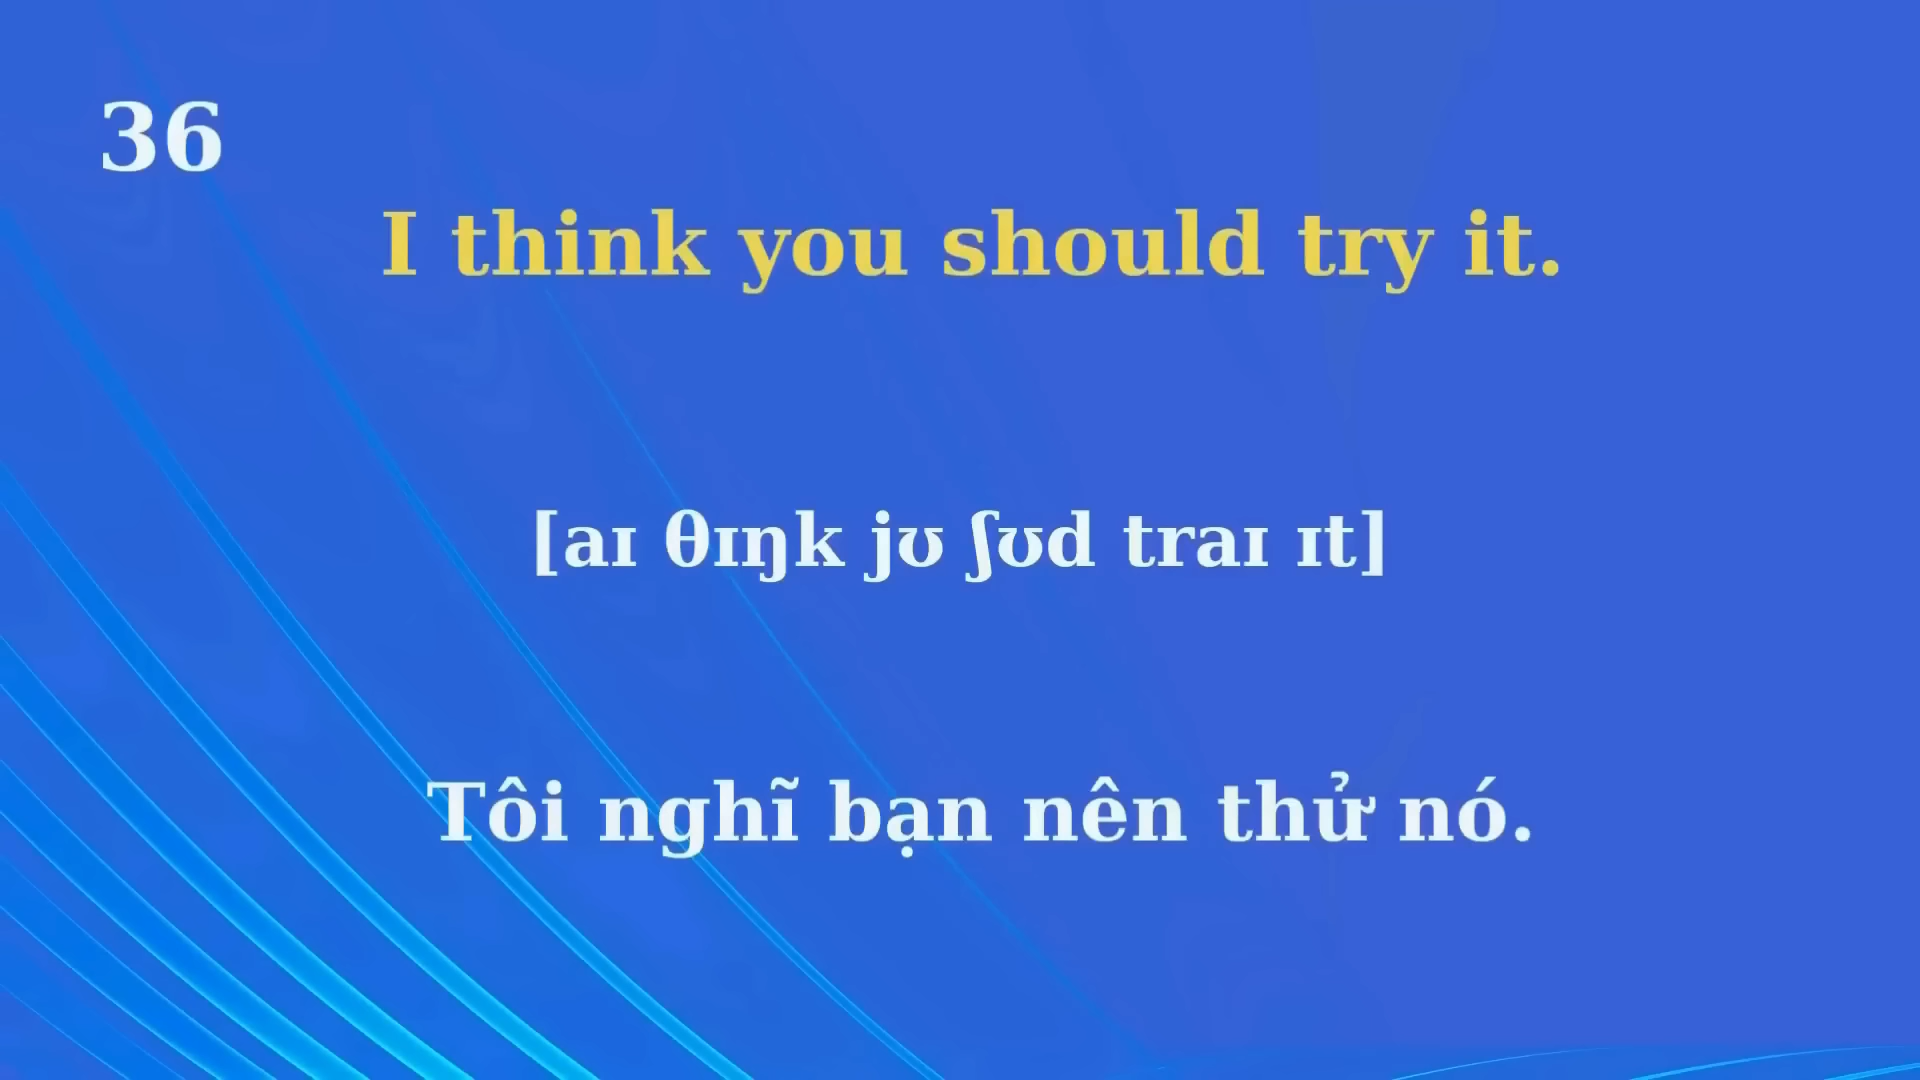 36
I think you should try it.
[aɪ θɪŋk jʊ ʃʊd traɪ ɪt]
Tôi nghĩ bạn nên thử nó.